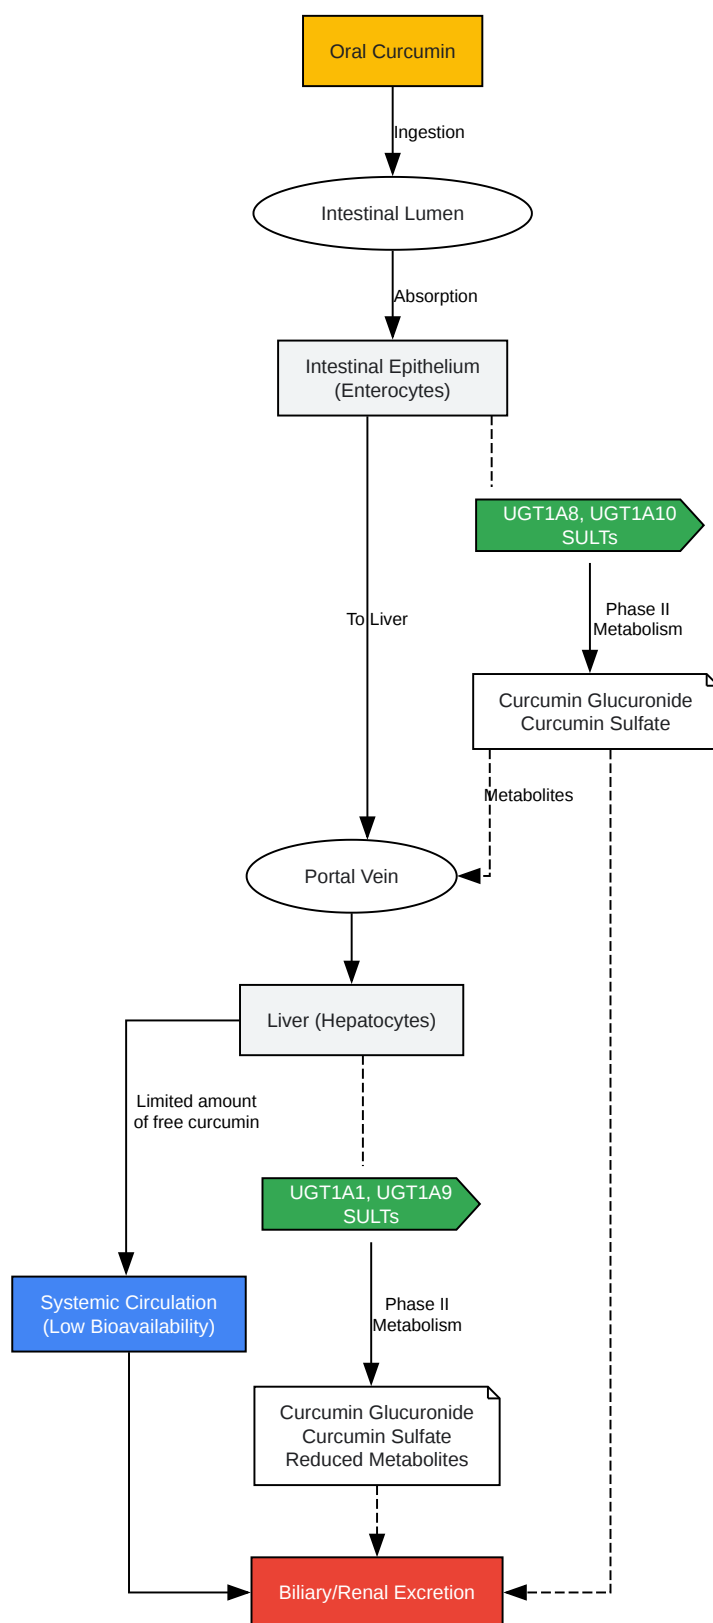 Oral Curcumin
Ingestion
Intestinal Lumen
Absorption
Intestinal Epithelium
(Enterocytes)
UGT1A8, UGT1A10
SULTs
To Liver
Phase II
Metabolism
Curcumin Glucuronide
Curcumin Sulfate
Metabolites
Portal Vein
Liver (Hepatocytes)
Limited amount
of free curcumin
UGT1A1, UGT1A9
SULTs
Systemic Circulation
(Low Bioavailability)
Phase II
Metabolism
Curcumin Glucuronide
Curcumin Sulfate
Reduced Metabolites
Biliary/Renal Excretion